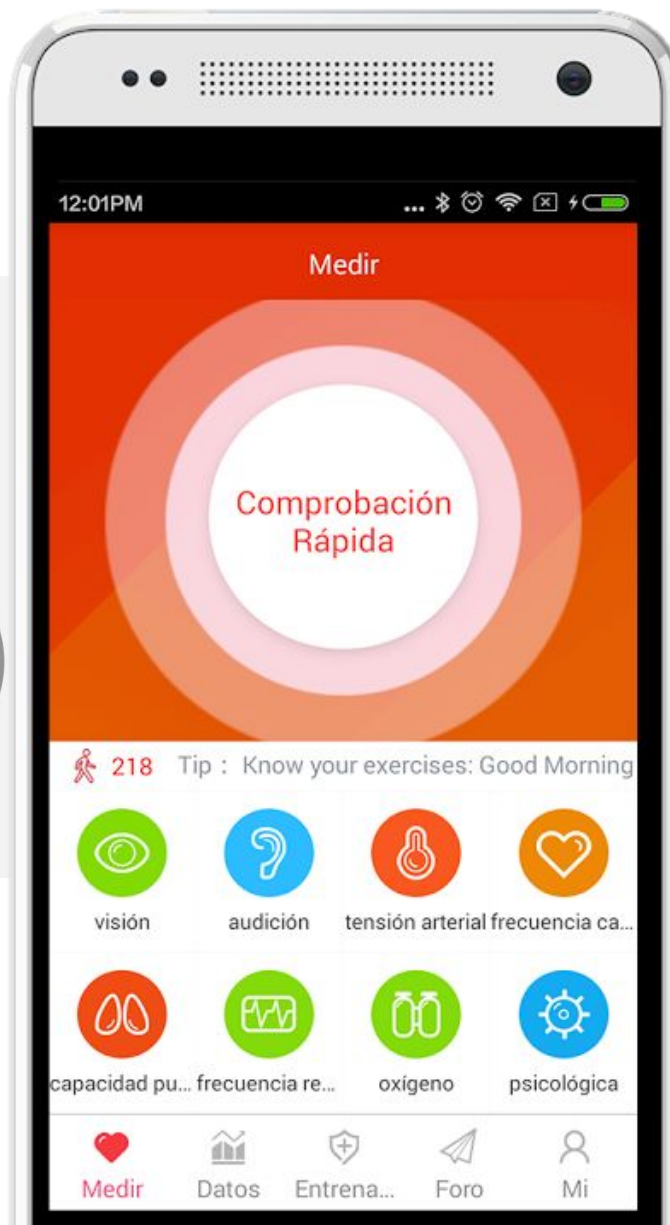 12:01PM
Medir
Comprobación
Rápida
218 Tip : Know your exercises: Good Morning
visión audición tensión arterial frecuencia ca...
capacidad pu... frecuencia re... oxígeno psicológica
Medir Datos Entrena... Foro Mi